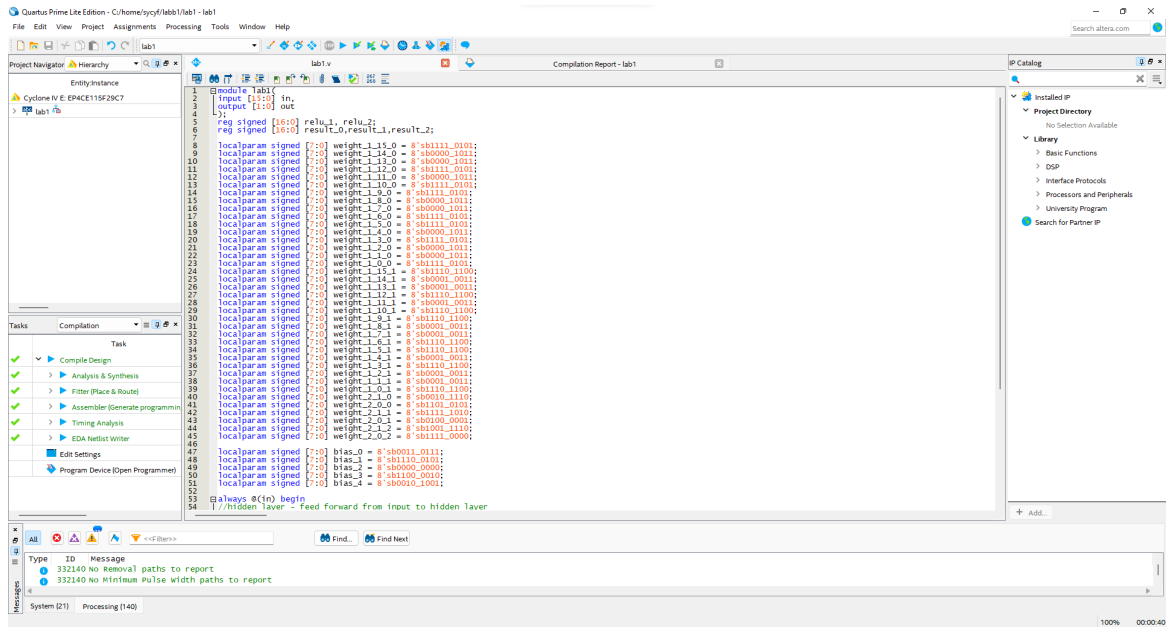 Quartus Prime Lite Edition - C:/home/sycyf/labb1/lab1 - lab1
File Edit View Project Assignments Processing Tools Window Help
Search altera.com
lab1
Project Navigator Hierarchy
lab1.v
Compilation Report - lab1
IP Catalog
Entity:Instance
Cyclone IV E: EP4CE115F29C7
lab1
1 module lab1(
2 input [15:0] in,
3 output [1:0] out
4 );
5 reg signed [16:0] relu_1, relu_2;
6 reg signed [16:0] result_0,result_1,result_2;
7
8 localparam signed [7:0] weight_1_15_0 = 8'sb1111_0101;
9 localparam signed [7:0] weight_1_14_0 = 8'sb0000_1011;
10 localparam signed [7:0] weight_1_13_0 = 8'sb0000_1011;
11 localparam signed [7:0] weight_1_12_0 = 8'sb1111_0101;
12 localparam signed [7:0] weight_1_11_0 = 8'sb0000_1011;
13 localparam signed [7:0] weight_1_10_0 = 8'sb1111_0101;
14 localparam signed [7:0] weight_1_9_0 = 8'sb1111_0101;
15 localparam signed [7:0] weight_1_8_0 = 8'sb0000_1011;
16 localparam signed [7:0] weight_1_7_0 = 8'sb0000_1011;
17 localparam signed [7:0] weight_1_6_0 = 8'sb1111_0101;
18 localparam signed [7:0] weight_1_5_0 = 8'sb1111_0101;
19 localparam signed [7:0] weight_1_4_0 = 8'sb0000_1011;
20 localparam signed [7:0] weight_1_3_0 = 8'sb1111_0101;
21 localparam signed [7:0] weight_1_2_0 = 8'sb0000_1011;
22 localparam signed [7:0] weight_1_1_0 = 8'sb0000_1011;
23 localparam signed [7:0] weight_1_0_0 = 8'sb1111_0101;
24 localparam signed [7:0] weight_1_15_1 = 8'sb1110_1100;
25 localparam signed [7:0] weight_1_14_1 = 8'sb0001_0011;
26 localparam signed [7:0] weight_1_13_1 = 8'sb0001_0011;
27 localparam signed [7:0] weight_1_12_1 = 8'sb1110_1100;
28 localparam signed [7:0] weight_1_11_1 = 8'sb0001_0011;
29 localparam signed [7:0] weight_1_10_1 = 8'sb1110_1100;
30 localparam signed [7:0] weight_1_9_1 = 8'sb1110_1100;
31 localparam signed [7:0] weight_1_8_1 = 8'sb0001_0011;
32 localparam signed [7:0] weight_1_7_1 = 8'sb0001_0011;
33 localparam signed [7:0] weight_1_6_1 = 8'sb1110_1100;
34 localparam signed [7:0] weight_1_5_1 = 8'sb1110_1100;
35 localparam signed [7:0] weight_1_4_1 = 8'sb0001_0011;
36 localparam signed [7:0] weight_1_3_1 = 8'sb1110_1100;
37 localparam signed [7:0] weight_1_2_1 = 8'sb0001_0011;
38 localparam signed [7:0] weight_1_1_1 = 8'sb0001_0011;
39 localparam signed [7:0] weight_1_0_1 = 8'sb1110_1100;
40 localparam signed [7:0] weight_2_1_0 = 8'sb0010_1110;
41 localparam signed [7:0] weight_2_0_0 = 8'sb1101_0101;
42 localparam signed [7:0] weight_2_1_1 = 8'sb1111_1010;
43 localparam signed [7:0] weight_2_0_1 = 8'sb0100_0001;
44 localparam signed [7:0] weight_2_1_2 = 8'sb1001_1110;
45 localparam signed [7:0] weight_2_0_2 = 8'sb1111_0000;
46
47 localparam signed [7:0] bias_0 = 8'sb0011_0111;
48 localparam signed [7:0] bias_1 = 8'sb1110_0101;
49 localparam signed [7:0] bias_2 = 8'sb0000_0000;
50 localparam signed [7:0] bias_3 = 8'sb1100_0010;
51 localparam signed [7:0] bias_4 = 8'sb0010_1001;
52
53 always @(in) begin
54 //hidden layer - feed forward from input to hidden layer
Installed IP
Project Directory
No Selection Available
Library
Basic Functions
DSP
Interface Protocols
Processors and Peripherals
University Program
Search for Partner IP
+ Add...
Tasks Compilation
Task
Compile Design
Analysis & Synthesis
Fitter (Place & Route)
Assembler (Generate programmin
Timing Analysis
EDA Netlist Writer
Edit Settings
Program Device (Open Programmer)
All <<Filter>> Find... Find Next
Type ID Message
332140 No Removal paths to report
332140 No Minimum Pulse Width paths to report
Messages
System (21) Processing (140)
100% 00:00:40